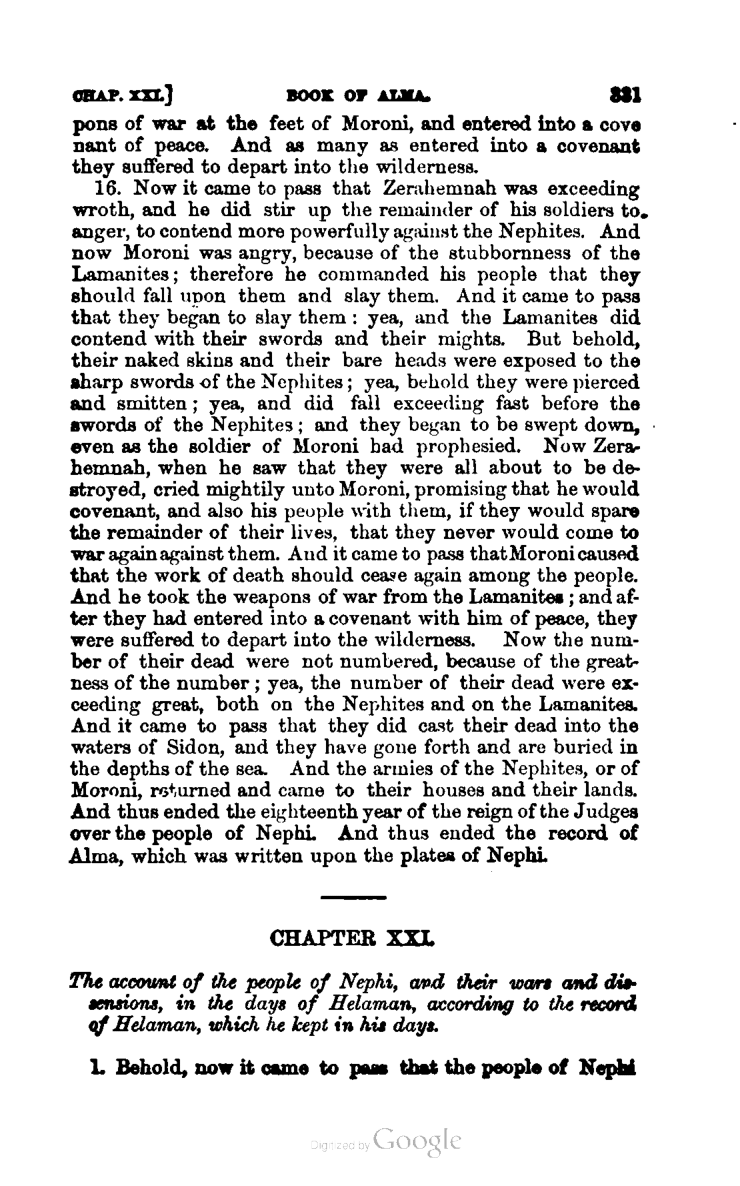 CHAP. XXI.] BOOK OF ALMA. 331
pons of war at the feet of Moroni, and entered into a cove
nant of peace. And as many as entered into a covenant
they suffered to depart into the wilderness.
16. Now it came to pass that Zerahemnah was exceeding
wroth, and he did stir up the remainder of his soldiers to
anger, to contend more powerfully against the Nephites. And
now Moroni was angry, because of the stubbornness of the
Lamanites; therefore he commanded his people that they
should fall upon them and slay them. And it came to pass
that they began to slay them: yea, and the Lamanites did
contend with their swords and their mights. But behold,
their naked skins and their bare heads were exposed to the
sharp swords of the Nephites; yea, behold they were pierced
and smitten; yea, and did fall exceeding fast before the
swords of the Nephites; and they began to be swept down,
even as the soldier of Moroni had prophesied. Now Zera-
hemnah, when he saw that they were all about to be de-
stroyed, cried mightily unto Moroni, promising that he would
covenant, and also his people with them, if they would spare
the remainder of their lives, that they never would come to
war again against them. And it came to pass that Moroni caused
that the work of death should cease again among the people.
And he took the weapons of war from the Lamanites; and af-
ter they had entered into a covenant with him of peace, they
were suffered to depart into the wilderness. Now the num-
ber of their dead were not numbered, because of the great-
ness of the number; yea, the number of their dead were ex-
ceeding great, both on the Nephites and on the Lamanites.
And it came to pass that they did cast their dead into the
waters of Sidon, and they have gone forth and are buried in
the depths of the sea. And the armies of the Nephites, or of
Moroni, returned and came to their houses and their lands.
And thus ended the eighteenth year of the reign of the Judges
over the people of Nephi. And thus ended the record of
Alma, which was written upon the plates of Nephi.
CHAPTER XXI.
The account of the people of Nephi, and their wars and dis-
sensions, in the days of Helaman, according to the record
of Helaman, which he kept in his days.
1. Behold, now it came to pass that the people of Nephi
Digitized by Google